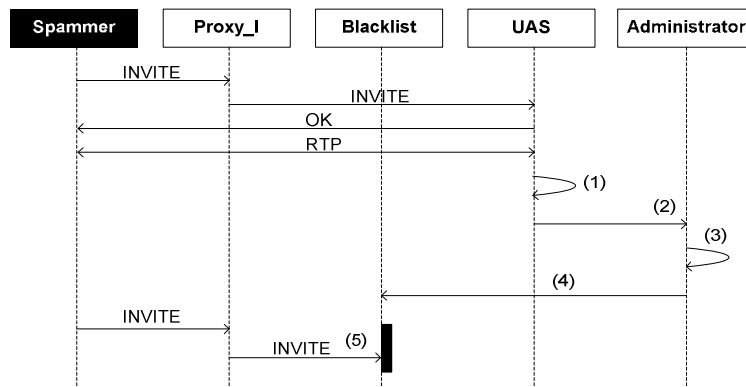 Spammer Proxy_I Blacklist UAS Administrator
INVITE
INVITE
OK
RTP
(1)
(2)
(3)
(4)
INVITE
(5)
INVITE